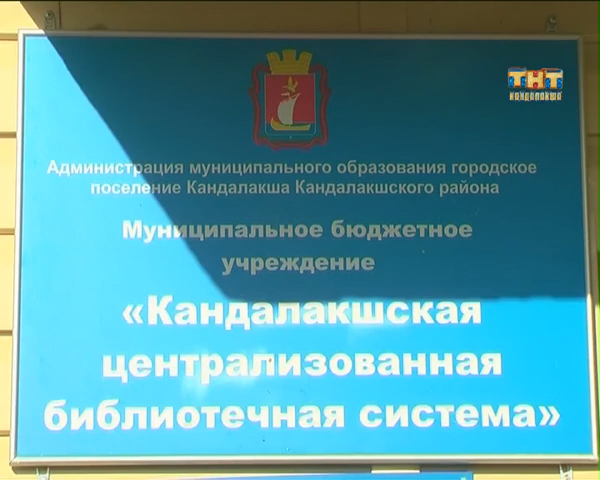 ТНТ
КАНДАЛАКША
Администрация муниципального образования городское
поселение Кандалакша Кандалакшского района
Муниципальное бюджетное
учреждение
«Кандалакшская
централизованная
библиотечная система»